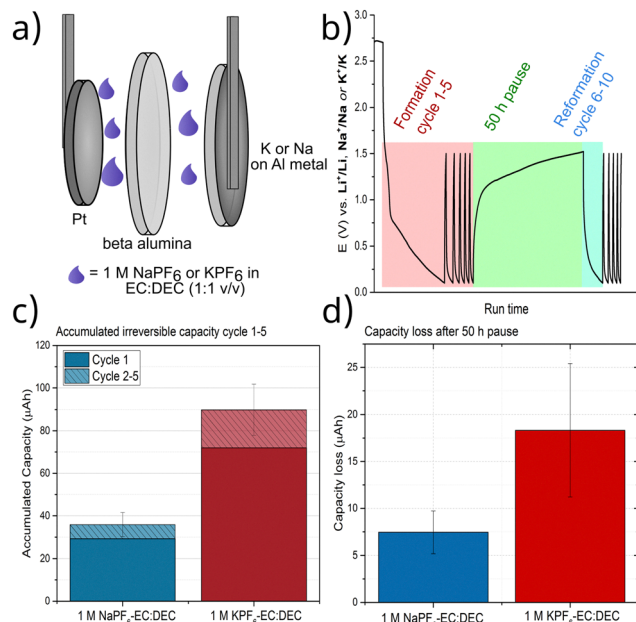 a)
Pt
beta alumina
K or Na
on Al metal
= 1 M NaPF6 or KPF6 in
EC:DEC (1:1 v/v)
b)
E (V) vs. Li+/Li, Na+/Na or K+/K
3.0
2.5
2.0
1.5
1.0
0.5
0.0
Formation
cycle 1-5
50 h pause
Reformation
cycle 6-10
Run time
c)
Accumulated irreversible capacity cycle 1-5
Accumulated Capacity (µAh)
120
100
80
60
40
20
0
Cycle 1
Cycle 2-5
1 M NaPF6-EC:DEC
1 M KPF6-EC:DEC
d)
Capacity loss after 50 h pause
Capacity loss (µAh)
25
20
15
10
5
0
1 M NaPF6-EC:DEC
1 M KPF6-EC:DEC